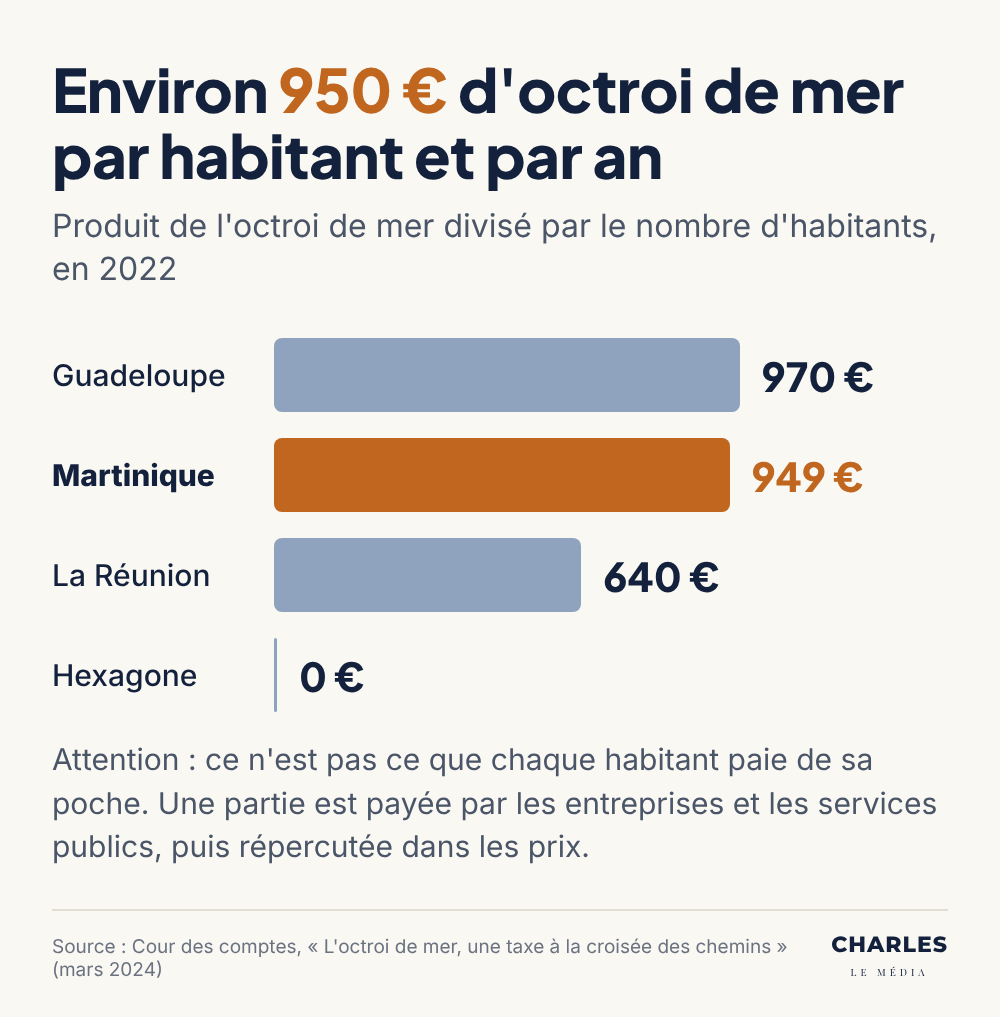 Environ 950 € d'octroi de mer
par habitant et par an
Produit de l'octroi de mer divisé par le nombre d'habitants,
en 2022
Guadeloupe 970 €
Martinique 949 €
La Réunion 640 €
Hexagone 0 €
Attention : ce n'est pas ce que chaque habitant paie de sa
poche. Une partie est payée par les entreprises et les services
publics, puis répercutée dans les prix.
Source : Cour des comptes, « L'octroi de mer, une taxe à la croisée des chemins »
(mars 2024)
CHARLES
LE MÉDIA